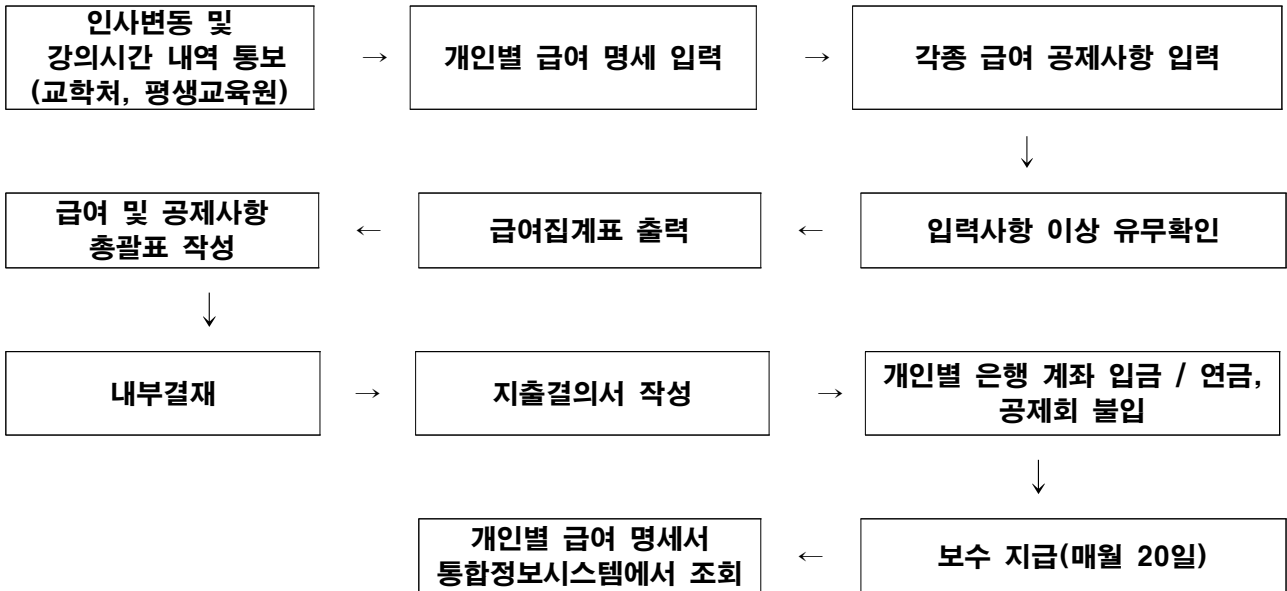 인사변동 및
강의시간 내역 통보
(교학처, 평생교육원)
→
개인별 급여 명세 입력
→
각종 급여 공제사항 입력
↓
입력사항 이상 유무확인
←
급여집계표 출력
←
급여 및 공제사항
총괄표 작성
↓
내부결재
→
지출결의서 작성
→
개인별 은행 계좌 입금 / 연금,
공제회 불입
↓
보수 지급(매월 20일)
←
개인별 급여 명세서
통합정보시스템에서 조회